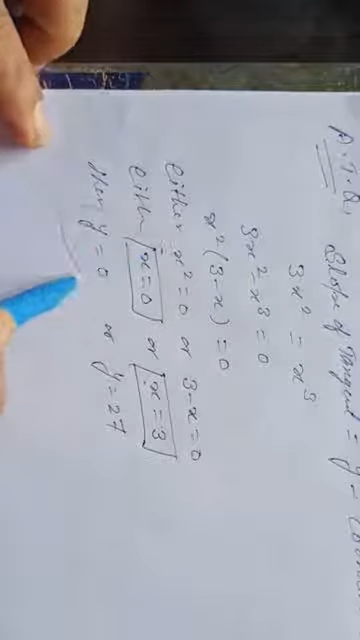 A.T.Q, Slope of Tangent = y -
3x² = x³
3x² - x³ = 0
x² (3-x) = 0
Either x² = 0 or 3-x = 0
either x=0 or x=3
then y = 0 or y = 27